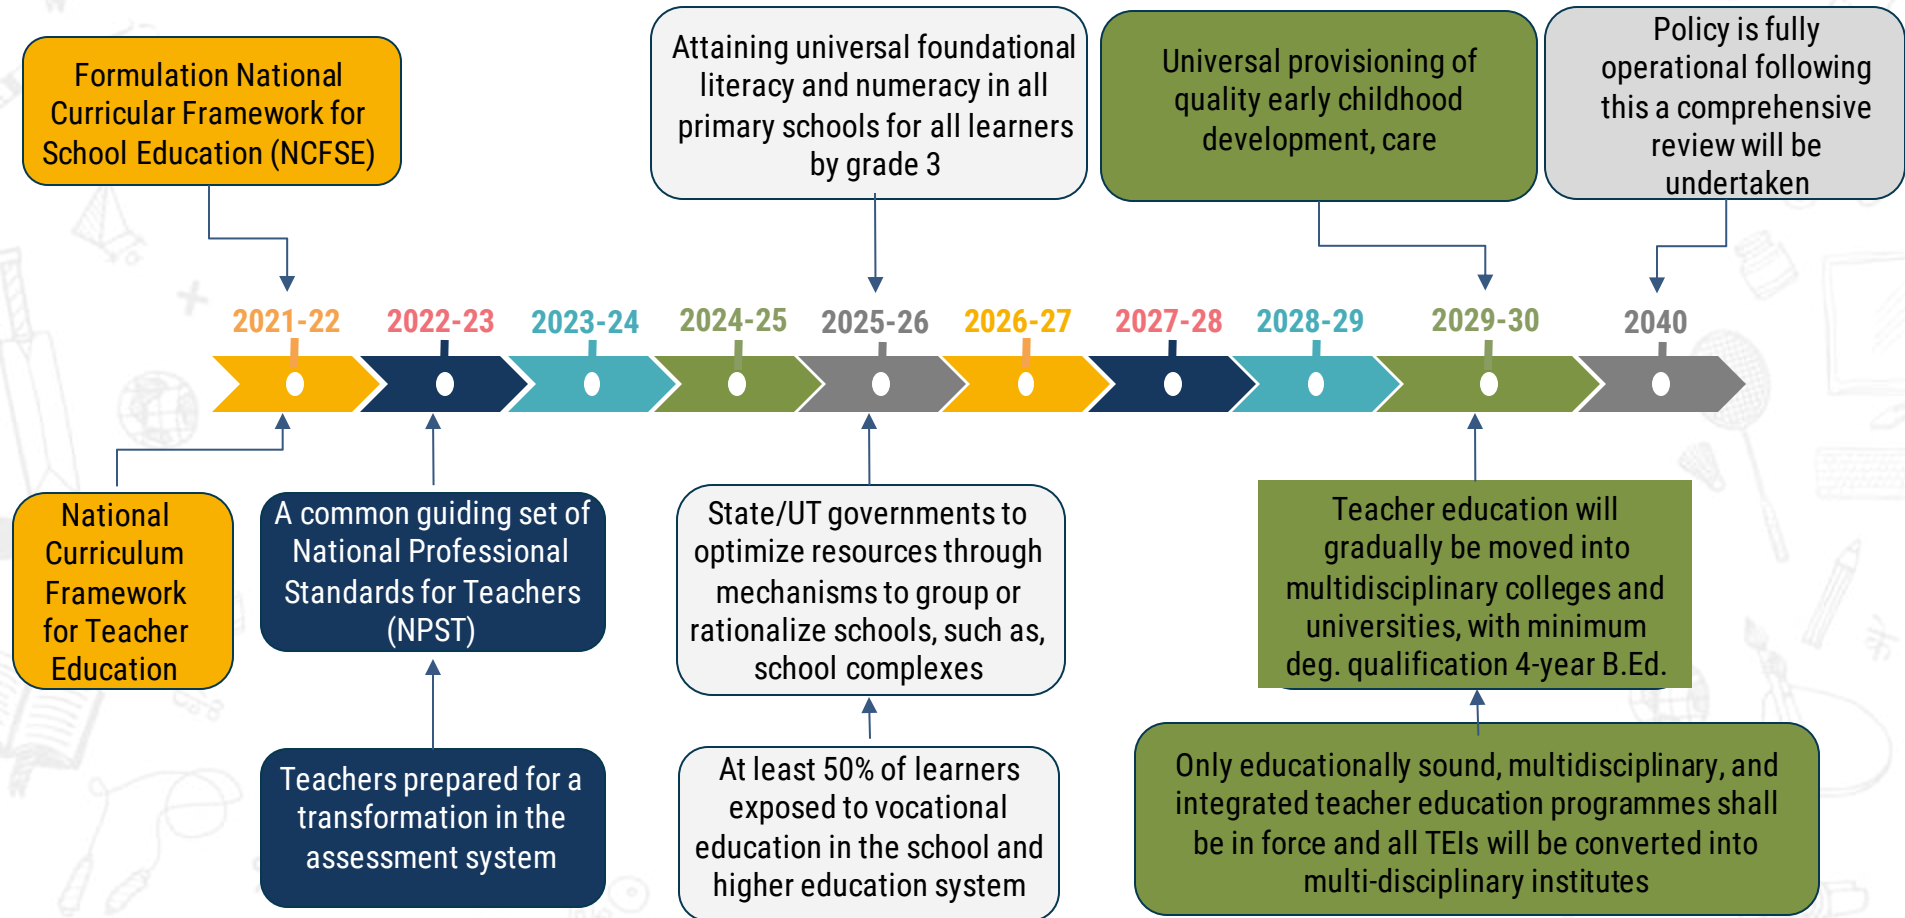 Formulation National
Curricular Framework for
School Education (NCFSE)
Attaining universal foundational
literacy and numeracy in all
primary schools for all learners
by grade 3
Universal provisioning of
quality early childhood
development, care
Policy is fully
operational following
this a comprehensive
review will be
undertaken
2021-22
2022-23
2023-24
2024-25
2025-26
2026-27
2027-28
2028-29
2029-30
2040
National
Curriculum
Framework
for Teacher
Education
A common guiding set of
National Professional
Standards for Teachers
(NPST)
State/UT governments to
optimize resources through
mechanisms to group or
rationalize schools, such as,
school complexes
Teacher education will
gradually be moved into
multidisciplinary colleges and
universities, with minimum
deg. qualification 4-year B.Ed.
Teachers prepared for a
transformation in the
assessment system
At least 50% of learners
exposed to vocational
education in the school and
higher education system
Only educationally sound, multidisciplinary, and
integrated teacher education programmes shall
be in force and all TEIs will be converted into
multi-disciplinary institutes